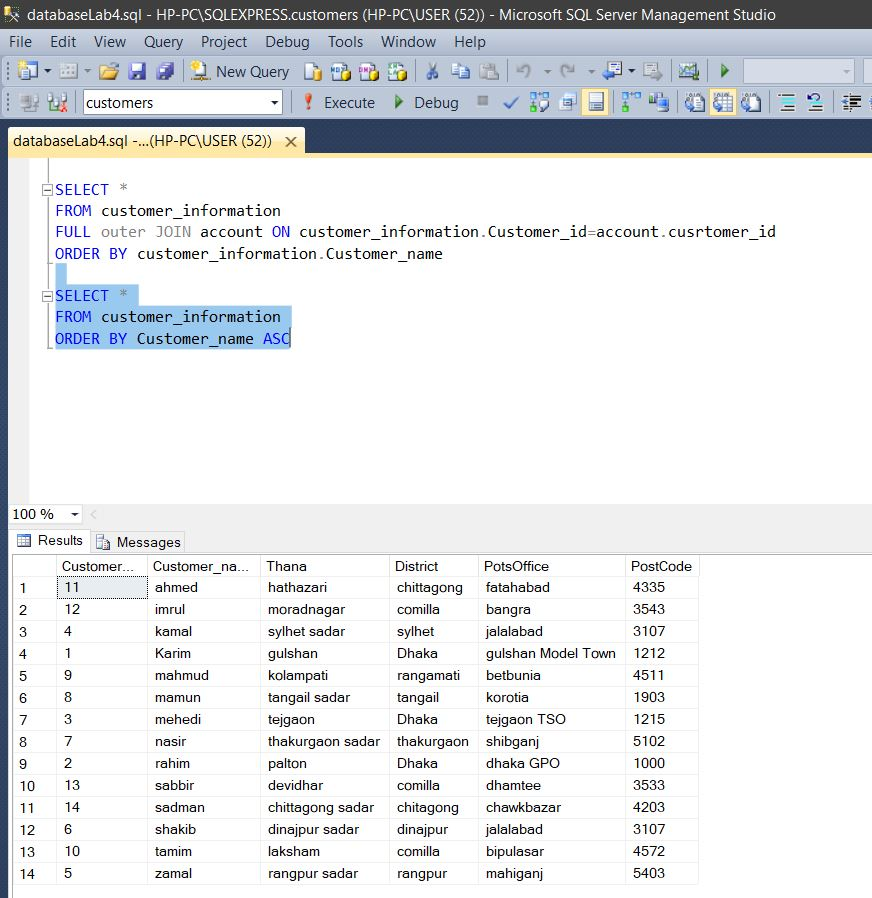 databaseLab4.sql - HP-PC\SQLEXPRESS.customers (HP-PC\USER (52)) - Microsoft SQL Server Management Studio
File Edit View Query Project Debug Tools Window Help
New Query
customers Execute Debug
databaseLab4.sql -...(HP-PC\USER (52))
SELECT *
FROM customer_information
FULL outer JOIN account ON customer_information.Customer_id=account.cusrtomer_id
ORDER BY customer_information.Customer_name
SELECT *
FROM customer_information
ORDER BY Customer_name ASC
100 %
Results Messages
Customer... Customer_na... Thana District PotsOffice PostCode
1 11 ahmed hathazari chittagong fatahabad 4335
2 12 imrul moradnagar comilla bangra 3543
3 4 kamal sylhet sadar sylhet jalalabad 3107
4 1 Karim gulshan Dhaka gulshan Model Town 1212
5 9 mahmud kolampati rangamati betbunia 4511
6 8 mamun tangail sadar tangail korotia 1903
7 3 mehedi tejgaon Dhaka tejgaon TSO 1215
8 7 nasir thakurgaon sadar thakurgaon shibganj 5102
9 2 rahim palton Dhaka dhaka GPO 1000
10 13 sabbir devidhar comilla dhamtee 3533
11 14 sadman chittagong sadar chitagong chawkbazar 4203
12 6 shakib dinajpur sadar dinajpur jalalabad 3107
13 10 tamim laksham comilla bipulasar 4572
14 5 zamal rangpur sadar rangpur mahiganj 5403